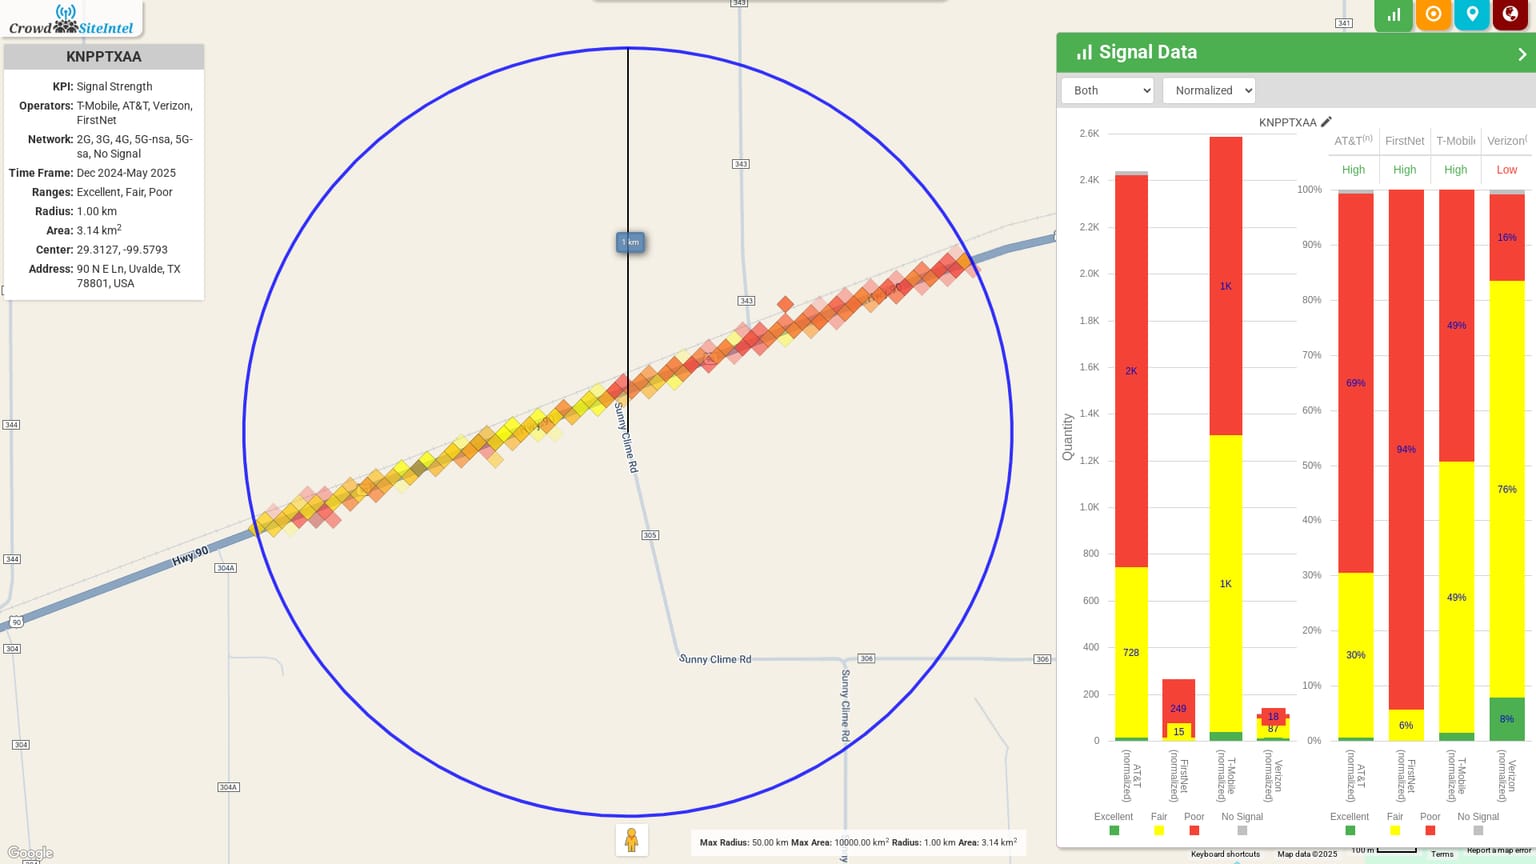 Crowd SiteIntel
KNPPTXAA
KPI: Signal Strength
Operators: T-Mobile, AT&T, Verizon,
FirstNet
Network: 2G, 3G, 4G, 5G-nsa, 5G-
sa, No Signal
Time Frame: Dec 2024-May 2025
Ranges: Excellent, Fair, Poor
Radius: 1.00 km
Area: 3.14 km²
Center: 29.3127, -99.5793
Address: 90 N E Ln, Uvalde, TX
78801, USA
343
341
343
1 km
343
344
344
Hwy 90
Hwy 90
Hwy 90
90
304
304A
304
304A
Sunny Clime Rd
305
Sunny Clime Rd
306
306
Sunny Clime Rd
Google
Max Radius: 50.00 km Max Area: 10000.00 km² Radius: 1.00 km Area: 3.14 km²
Signal Data
Both
Normalized
KNPPTXAA
2.6K
2.4K
2.2K
2.0K
1.8K
1.6K
1.4K
1.2K
1.0K
800
600
400
200
0
Quantity
2K
728
249
15
1K
1K
18
87
AT&T (normalized)
FirstNet (normalized)
T-Mobile (normalized)
Verizon (normalized)
Excellent Fair Poor No Signal
AT&T(n) FirstNet T-Mobile Verizon(
High High High Low
100%
90%
80%
70%
60%
50%
40%
30%
20%
10%
0%
69%
30%
94%
6%
49%
49%
16%
76%
8%
AT&T (normalized)
FirstNet (normalized)
T-Mobile (normalized)
Verizon (normalized)
Excellent Fair Poor No Signal
Keyboard shortcuts Map data ©2025 100 m Terms Report a map error